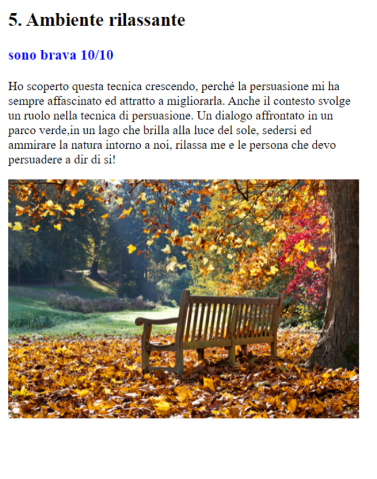 5. Ambiente rilassante
sono brava 10/10
Ho scoperto questa tecnica crescendo, perché la persuasione mi ha
sempre affascinato ed attratto a migliorarla. Anche il contesto svolge
un ruolo nella tecnica di persuasione. Un dialogo affrontato in un
parco verde,in un lago che brilla alla luce del sole, sedersi ed
ammirare la natura intorno a noi, rilassa me e le persona che devo
persuadere a dir di si!